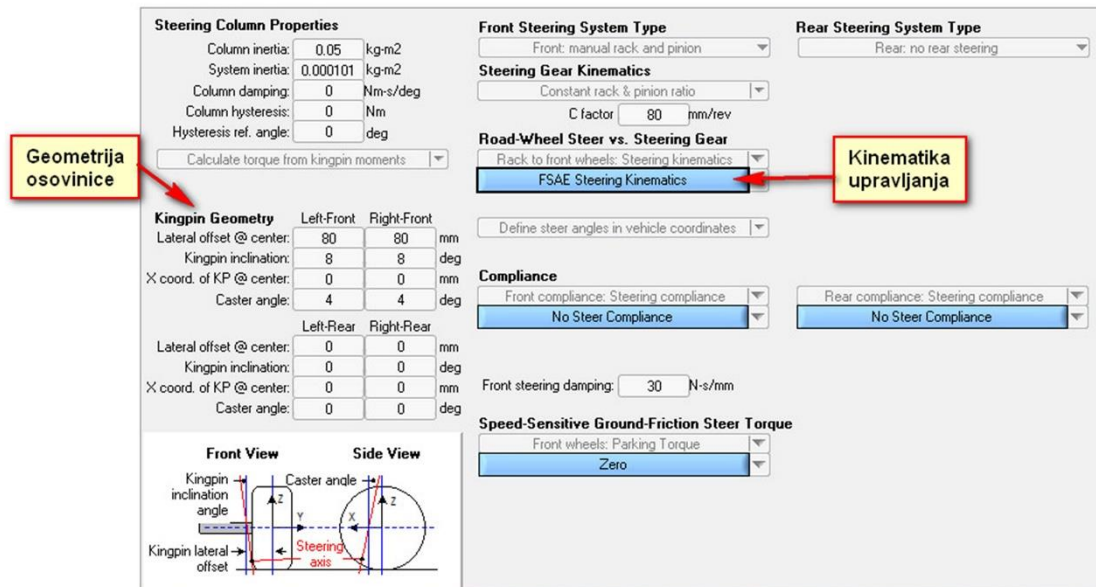 Steering Column Properties
Column inertia: 0.05 kg-m2
System inertia: 0.000101 kg-m2
Column damping: 0 Nm-s/deg
Column hysteresis: 0 Nm
Hysteresis ref. angle: 0 deg
Calculate torque from kingpin moments
Geometrija
osovinice
Kingpin Geometry Left-Front Right-Front
Lateral offset @ center: 80 80 mm
Kingpin inclination: 8 8 deg
X coord. of KP @ center: 0 0 mm
Caster angle: 4 4 deg
Left-Rear Right-Rear
Lateral offset @ center: 0 0 mm
Kingpin inclination: 0 0 deg
X coord. of KP @ center: 0 0 mm
Caster angle: 0 0 deg
Front View Side View
Kingpin
inclination
angle
Caster angle
Z
Z
Y
X
Kingpin lateral
offset
Steering
axis
Front Steering System Type
Front: manual rack and pinion
Steering Gear Kinematics
Constant rack & pinion ratio
C factor 80 mm/rev
Road-Wheel Steer vs. Steering Gear
Rack to front wheels: Steering kinematics
FSAE Steering Kinematics
Kinematika
upravljanja
Define steer angles in vehicle coordinates
Compliance
Front compliance: Steering compliance
No Steer Compliance
Front steering damping: 30 N-s/mm
Speed-Sensitive Ground-Friction Steer Torque
Front wheels: Parking Torque
Zero
Rear Steering System Type
Rear: no rear steering
Rear compliance: Steering compliance
No Steer Compliance